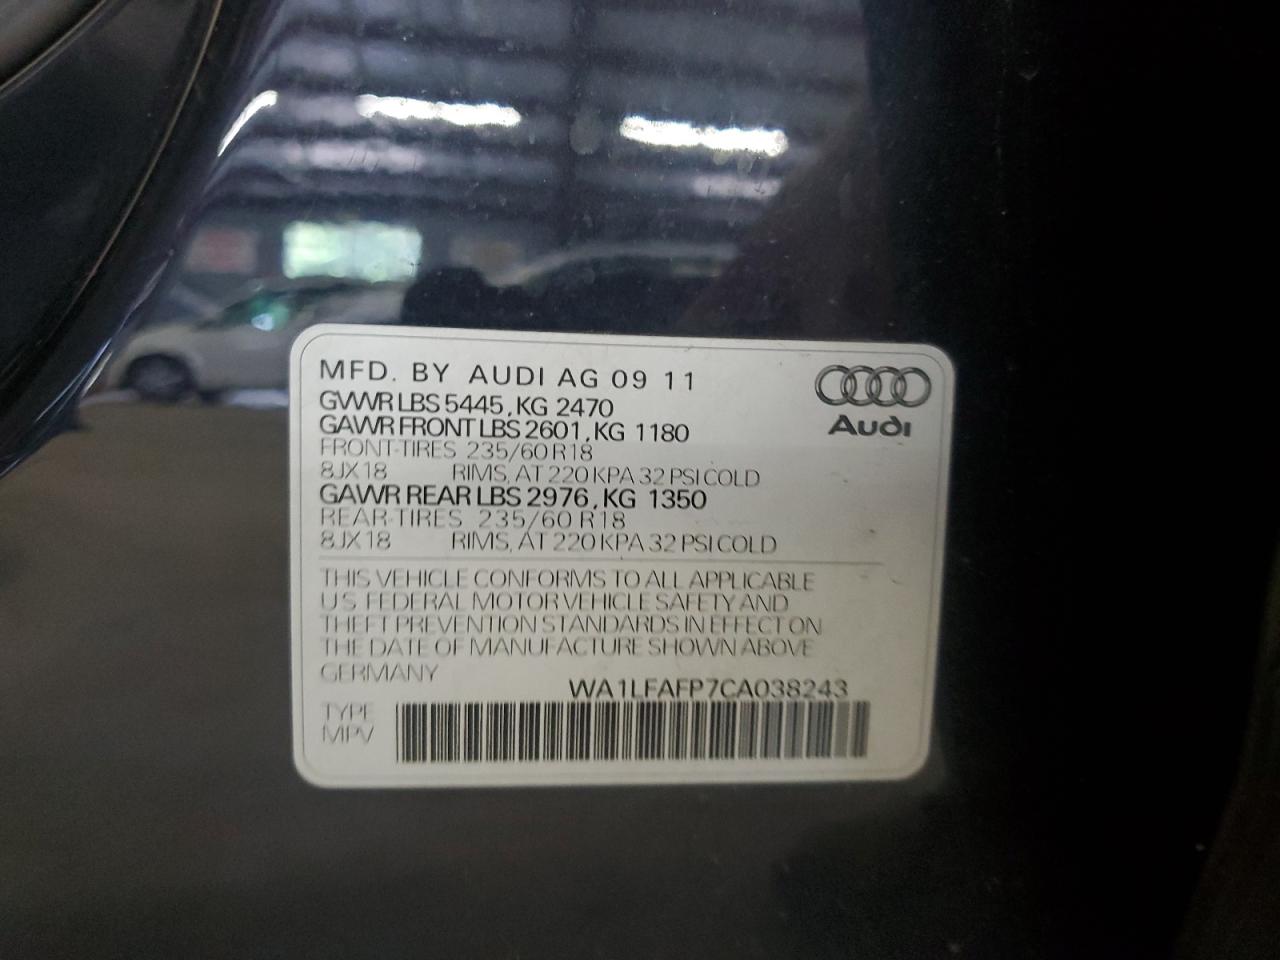 MFD. BY AUDI AG 09 11
GVWR LBS 5445, KG 2470
GAWR FRONT LBS 2601, KG 1180
FRONT-TIRES 235/60 R18
8JX18 RIMS, AT 220 KPA 32 PSI COLD
GAWR REAR LBS 2976, KG 1350
REAR-TIRES 235/60 R18
8JX18 RIMS, AT 220 KPA 32 PSI COLD
Audi
THIS VEHICLE CONFORMS TO ALL APPLICABLE
U.S. FEDERAL MOTOR VEHICLE SAFETY AND
THEFT PREVENTION STANDARDS IN EFFECT ON
THE DATE OF MANUFACTURE SHOWN ABOVE
GERMANY
WA1LFAFP7CA038243
TYPE
MPV